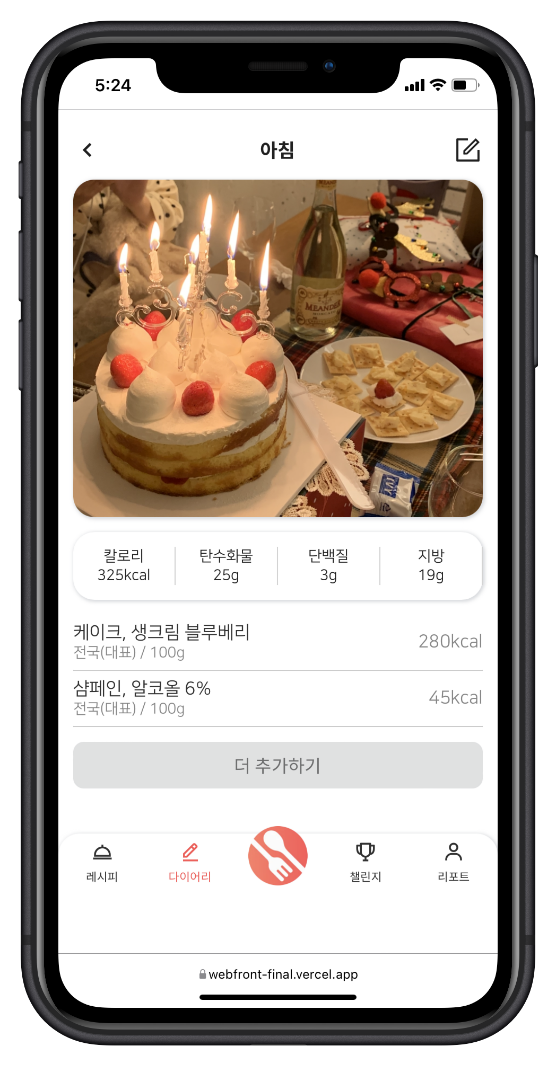 5:24
아침
MEANDER
칼로리 탄수화물 단백질 지방
325kcal 25g 3g 19g
케이크, 생크림 블루베리
280kcal
전국(대표) / 100g
샴페인, 알코올 6%
45kcal
전국(대표) / 100g
더 추가하기
레시피 다이어리 챌린지 리포트
webfront-final.vercel.app